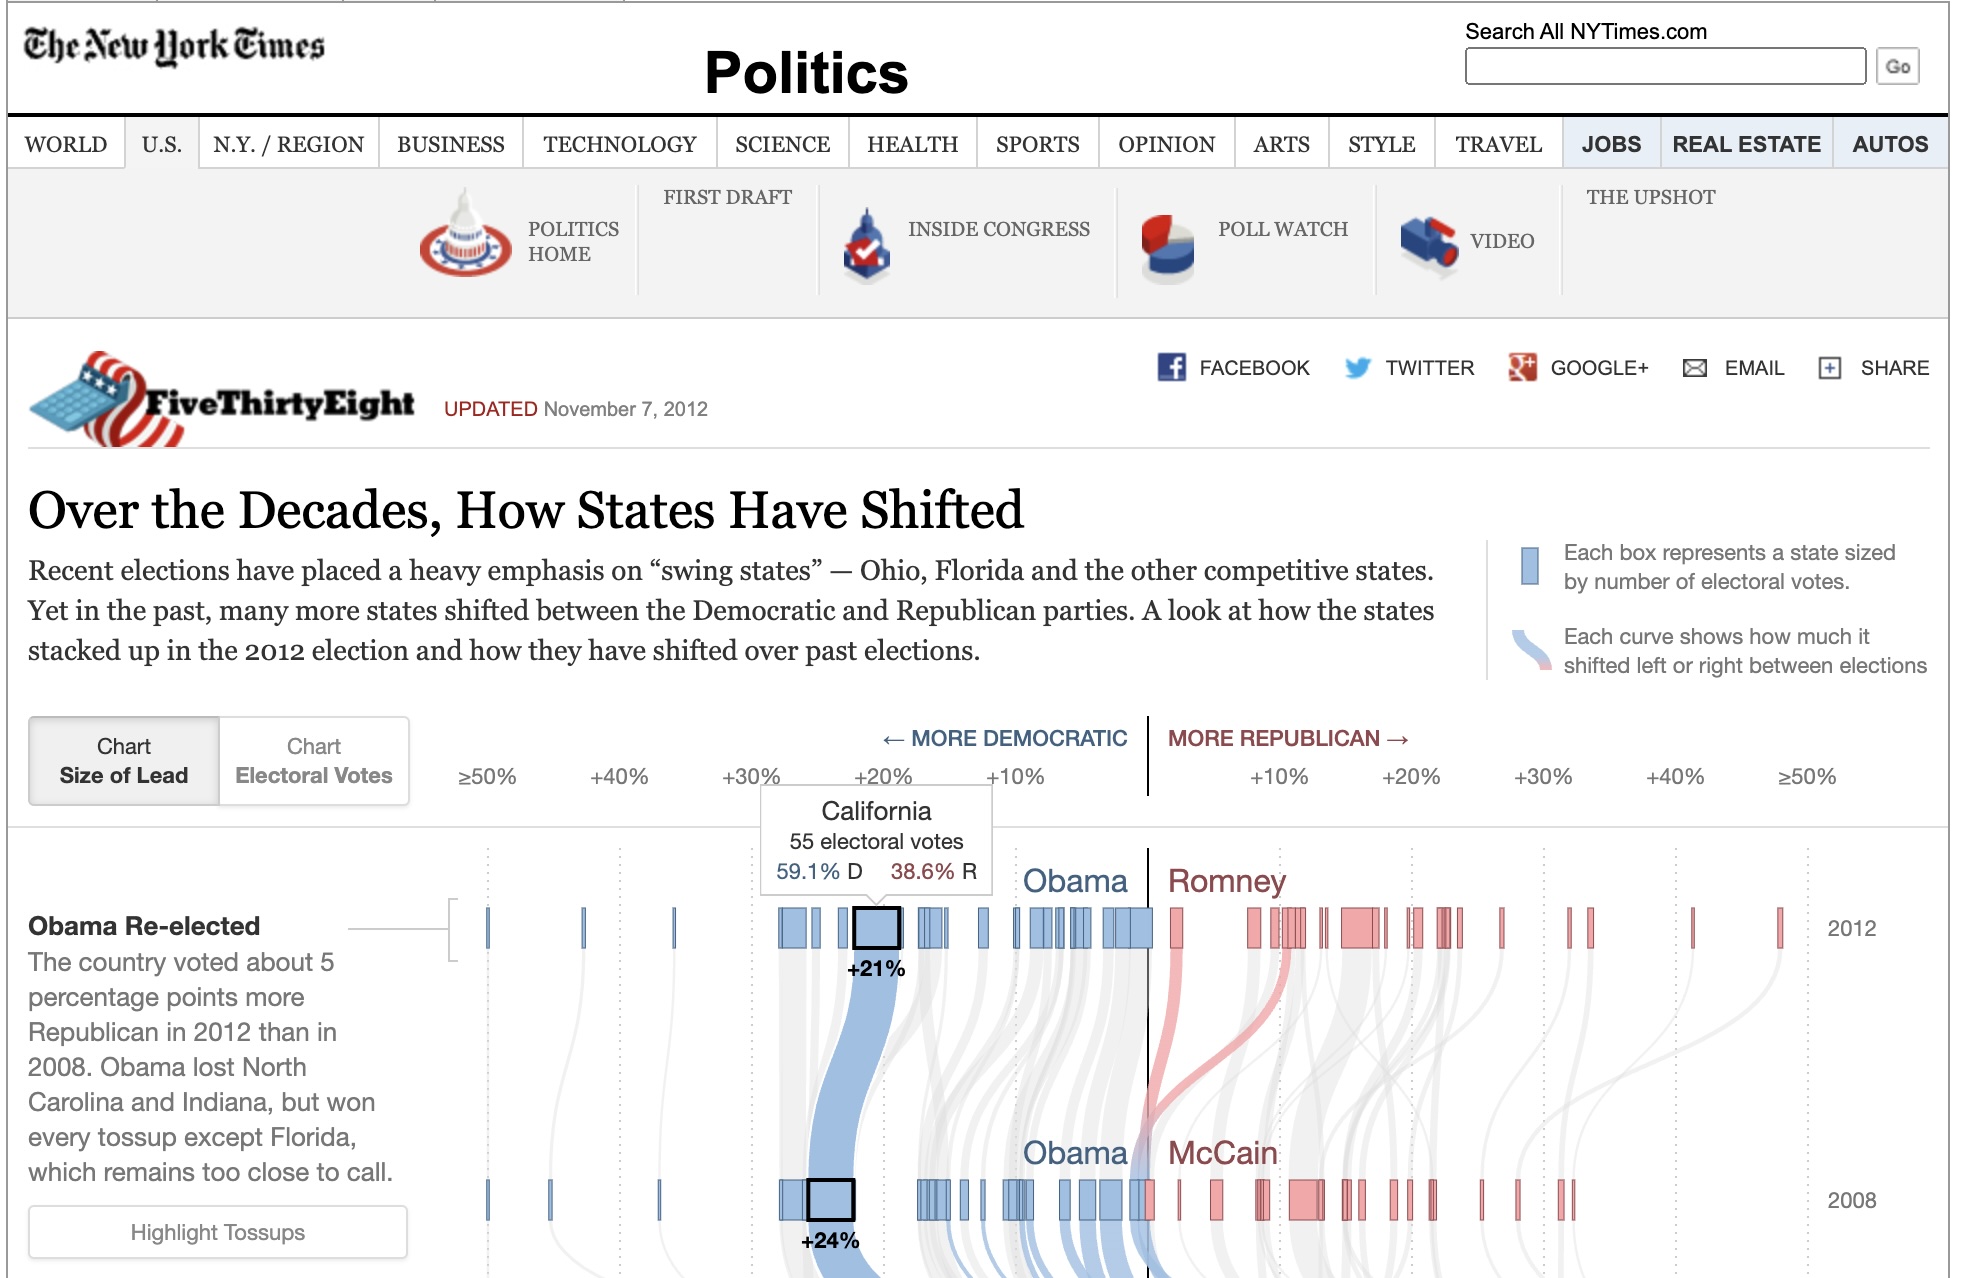 The New York Times
Politics
Search All NYTimes.com
Go
WORLD
U.S.
N.Y. / REGION
BUSINESS
TECHNOLOGY
SCIENCE
HEALTH
SPORTS
OPINION
ARTS
STYLE
TRAVEL
JOBS
REAL ESTATE
AUTOS
POLITICS
HOME
FIRST DRAFT
INSIDE CONGRESS
POLL WATCH
VIDEO
THE UPSHOT
FiveThirtyEight
UPDATED November 7, 2012
FACEBOOK
TWITTER
GOOGLE+
EMAIL
SHARE
Over the Decades, How States Have Shifted
Recent elections have placed a heavy emphasis on “swing states” — Ohio, Florida and the other competitive states.
Yet in the past, many more states shifted between the Democratic and Republican parties. A look at how the states
stacked up in the 2012 election and how they have shifted over past elections.
Each box represents a state sized
by number of electoral votes.
Each curve shows how much it
shifted left or right between elections
Chart
Size of Lead
Chart
Electoral Votes
← MORE DEMOCRATIC
MORE REPUBLICAN →
≥50%
+40%
+30%
+20%
+10%
+10%
+20%
+30%
+40%
≥50%
California
55 electoral votes
59.1% D 38.6% R
Obama
Romney
2012
+21%
Obama Re-elected
The country voted about 5
percentage points more
Republican in 2012 than in
2008. Obama lost North
Carolina and Indiana, but won
every tossup except Florida,
which remains too close to call.
Highlight Tossups
Obama
McCain
2008
+24%